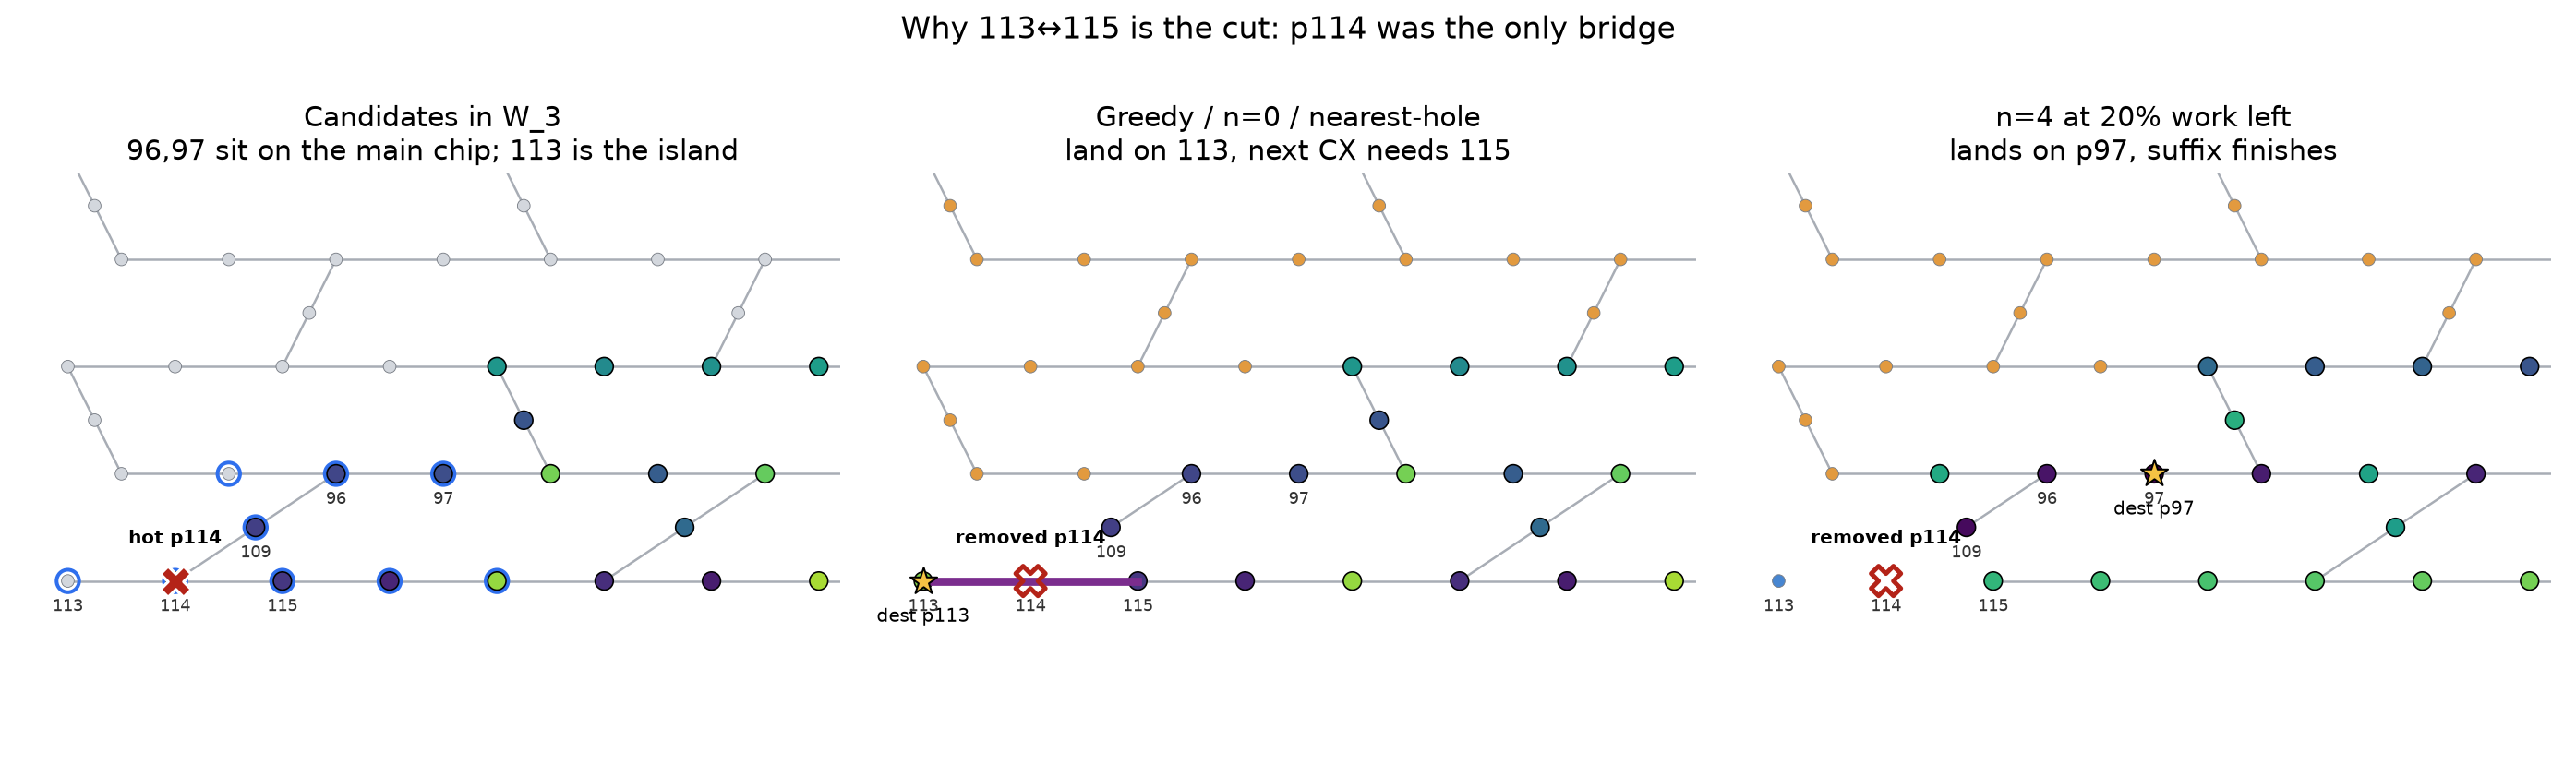 Why 113↔115 is the cut: p114 was the only bridge
Candidates in W_3
96,97 sit on the main chip; 113 is the island
96
97
hot p114
109
113
114
115
Greedy / n=0 / nearest-hole
land on 113, next CX needs 115
96
97
removed p114
109
113
114
115
dest p113
n=4 at 20% work left
lands on p97, suffix finishes
96
97
dest p97
removed p114
109
113
114
115